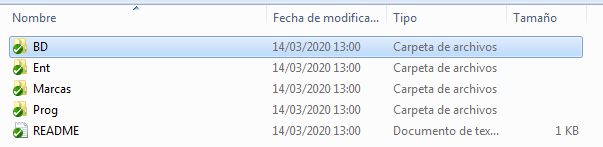 Nombre Fecha de modifica... Tipo Tamaño
BD 14/03/2020 13:00 Carpeta de archivos
Ent 14/03/2020 13:00 Carpeta de archivos
Marcas 14/03/2020 13:00 Carpeta de archivos
Prog 14/03/2020 13:00 Carpeta de archivos
README 14/03/2020 13:00 Documento de tex... 1 KB